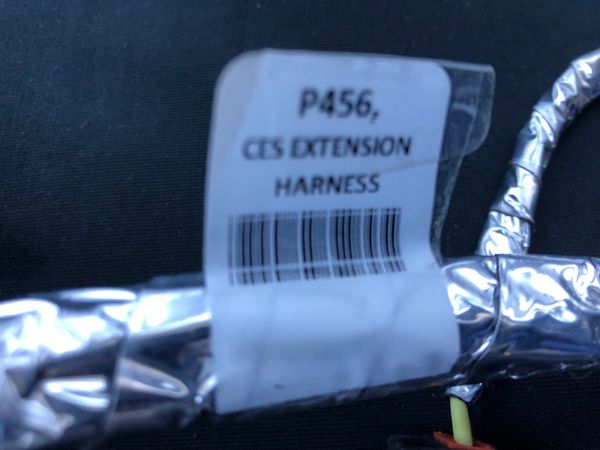 P456,
CES EXTENSION
HARNESS